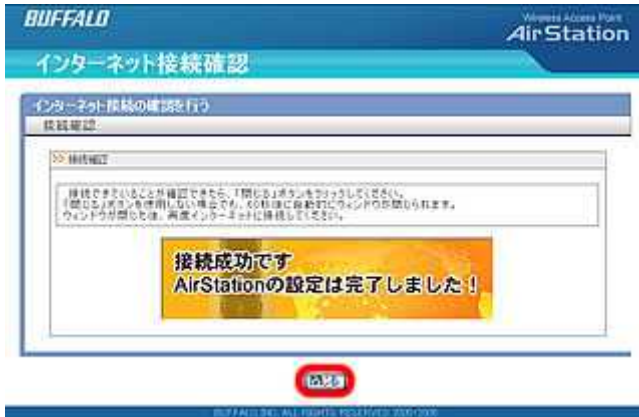 BUFFALO
Wireless Access Point
AirStation
インターネット接続確認
インターネット接続の確認を行う
接続確認
接続確認
接続できていることが確認できたら、「閉じる」ボタンをクリックしてください。
「閉じる」ボタンを使用しない場合でも、60秒後に自動的にウィンドウが閉じられます。
ウィンドウが閉じた後、再度インターネットに接続してください。
接続成功です
AirStationの設定は完了しました！
閉じる
BUFFALO INC. ALL RIGHTS RESERVED